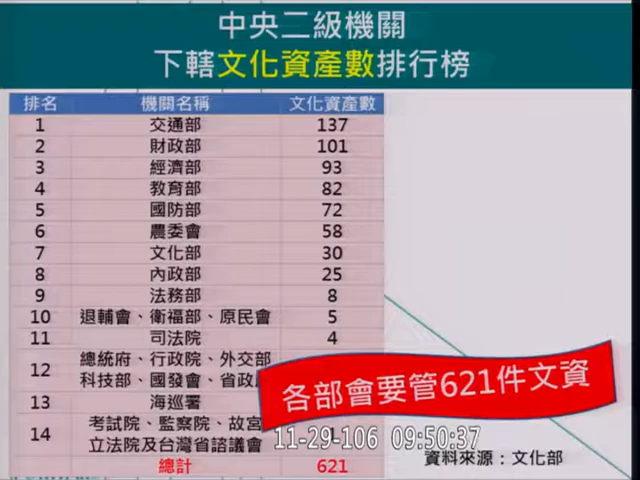 中央二級機關
下轄文化資產數排行榜
排名 機關名稱 文化資產數
1 交通部 137
2 財政部 101
3 經濟部 93
4 教育部 82
5 國防部 72
6 農委會 58
7 文化部 30
8 內政部 25
9 法務部 8
10 退輔會、衛福部、原民會 5
11 司法院 4
12 總統府、行政院、外交部
科技部、國發會、省政
13 海巡署
14 考試院、監察院、故宮 1
立法院及台灣省諮議會
總計 621
各部會要管621件文資
11-29-106 09:50:37
資料來源：文化部